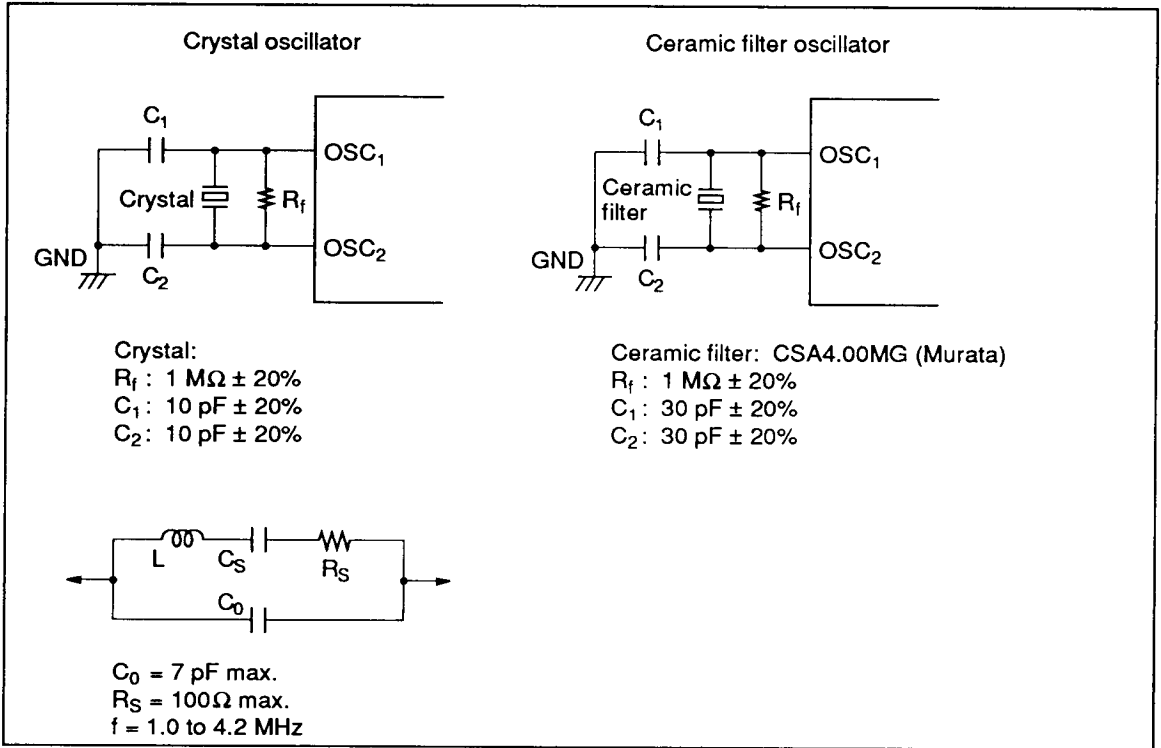 Crystal oscillator
C1
OSC1
Crystal
Rf
OSC2
GND
C2
Crystal:
Rf : 1 MΩ ± 20%
C1 : 10 pF ± 20%
C2 : 10 pF ± 20%
Ceramic filter oscillator
C1
OSC1
Ceramic
filter
Rf
OSC2
GND
C2
Ceramic filter: CSA4.00MG (Murata)
Rf : 1 MΩ ± 20%
C1 : 30 pF ± 20%
C2 : 30 pF ± 20%
L
CS
RS
C0
C0 = 7 pF max.
RS = 100Ω max.
f = 1.0 to 4.2 MHz